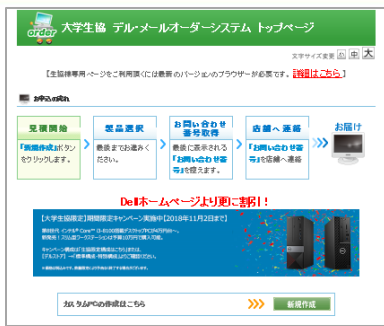 order 大学生協 デル・メールオーダーシステム トップページ
文字サイズ変更 小 中 大
【生協様専用ページをご利用頂くには最新のバージョンのブラウザーが必要です。詳細はこちら】
お申込の流れ
見積開始
「新規作成」ボタン
をクリックします。
製品選択
最後までお進みく
ださい。
お問い合わせ
番号取得
最後に表示される
「お問い合わせ番
号」を控えます。
店舗へ連絡
「お問い合わせ番
号」を店舗へ連絡
お届け
Dellホームページより更に割引！
【大学生協限定】期間限定キャンペーン実施中【2018年11月2日まで】
カスタムPCの作成はこちら
新規作成